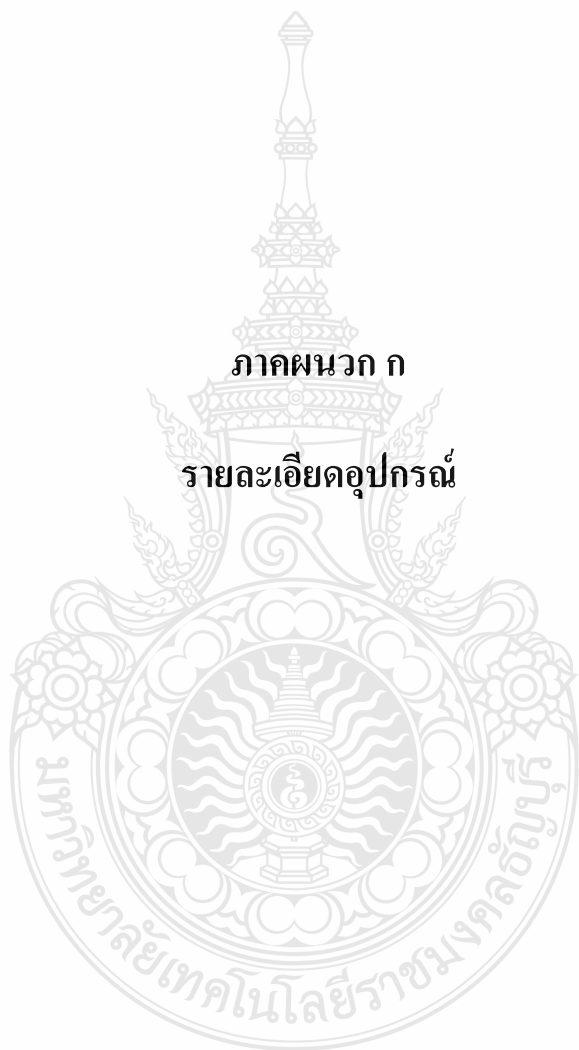 ภาคผนวก ก
รายละเอียดอุปกรณ์
มหาวิทยาลัยเทคโนโลยีราชมงคลธัญบุรี